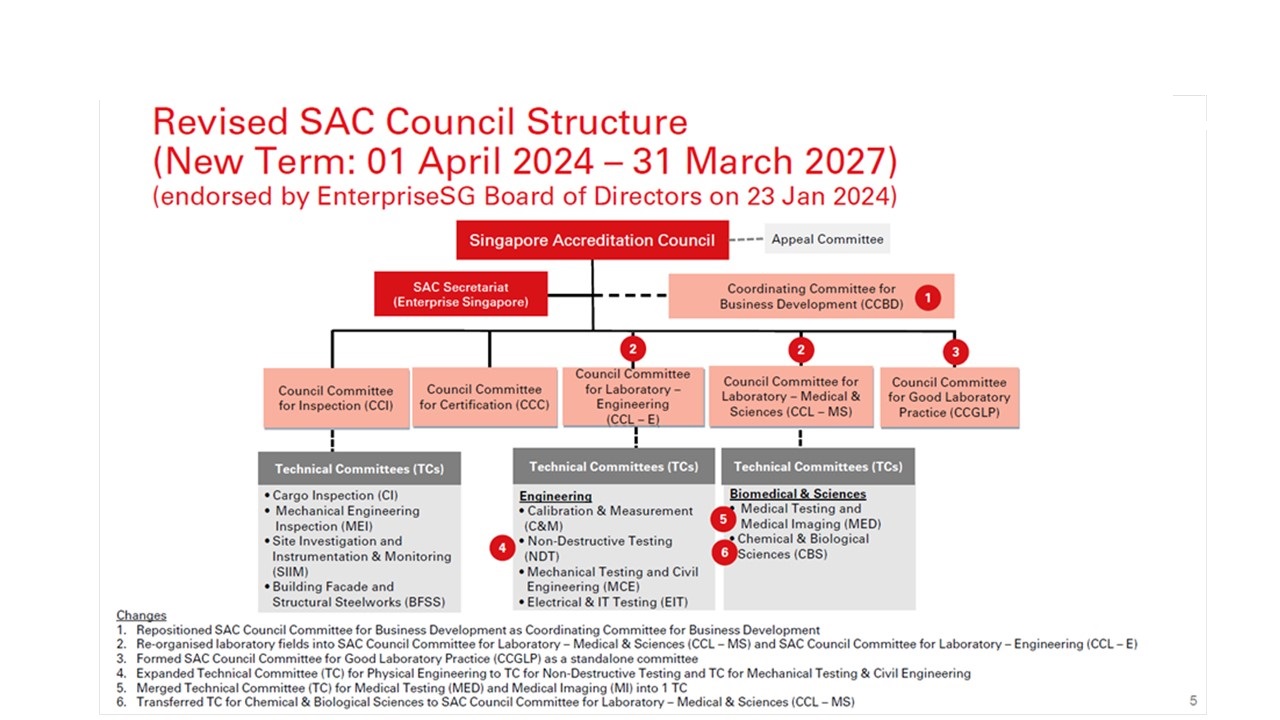 Revised SAC Council Structure
(New Term: 01 April 2024 – 31 March 2027)
(endorsed by EnterpriseSG Board of Directors on 23 Jan 2024)
Singapore Accreditation Council
Appeal Committee
SAC Secretariat
(Enterprise Singapore)
Coordinating Committee for
Business Development (CCBD)
1
2
2
3
Council Committee
for Inspection (CCI)
Council Committee
for Certification (CCC)
Council Committee
for Laboratory –
Engineering
(CCL – E)
Council Committee for
Laboratory – Medical &
Sciences (CCL – MS)
Council Committee
for Good Laboratory
Practice (CCGLP)
Technical Committees (TCs)
• Cargo Inspection (CI)
• Mechanical Engineering
Inspection (MEI)
• Site Investigation and
Instrumentation & Monitoring
(SIIM)
• Building Facade and
Structural Steelworks (BFSS)
Technical Committees (TCs)
Engineering
• Calibration & Measurement
(C&M)
4
• Non-Destructive Testing
(NDT)
• Mechanical Testing and Civil
Engineering (MCE)
• Electrical & IT Testing (EIT)
Technical Committees (TCs)
Biomedical & Sciences
5
• Medical Testing and
Medical Imaging (MED)
6
• Chemical & Biological
Sciences (CBS)
Changes
1. Repositioned SAC Council Committee for Business Development as Coordinating Committee for Business Development
2. Re-organised laboratory fields into SAC Council Committee for Laboratory – Medical & Sciences (CCL – MS) and SAC Council Committee for Laboratory – Engineering (CCL – E)
3. Formed SAC Council Committee for Good Laboratory Practice (CCGLP) as a standalone committee
4. Expanded Technical Committee (TC) for Physical Engineering to TC for Non-Destructive Testing and TC for Mechanical Testing & Civil Engineering
5. Merged Technical Committee (TC) for Medical Testing (MED) and Medical Imaging (MI) into 1 TC
6. Transferred TC for Chemical & Biological Sciences to SAC Council Committee for Laboratory – Medical & Sciences (CCL – MS)
5